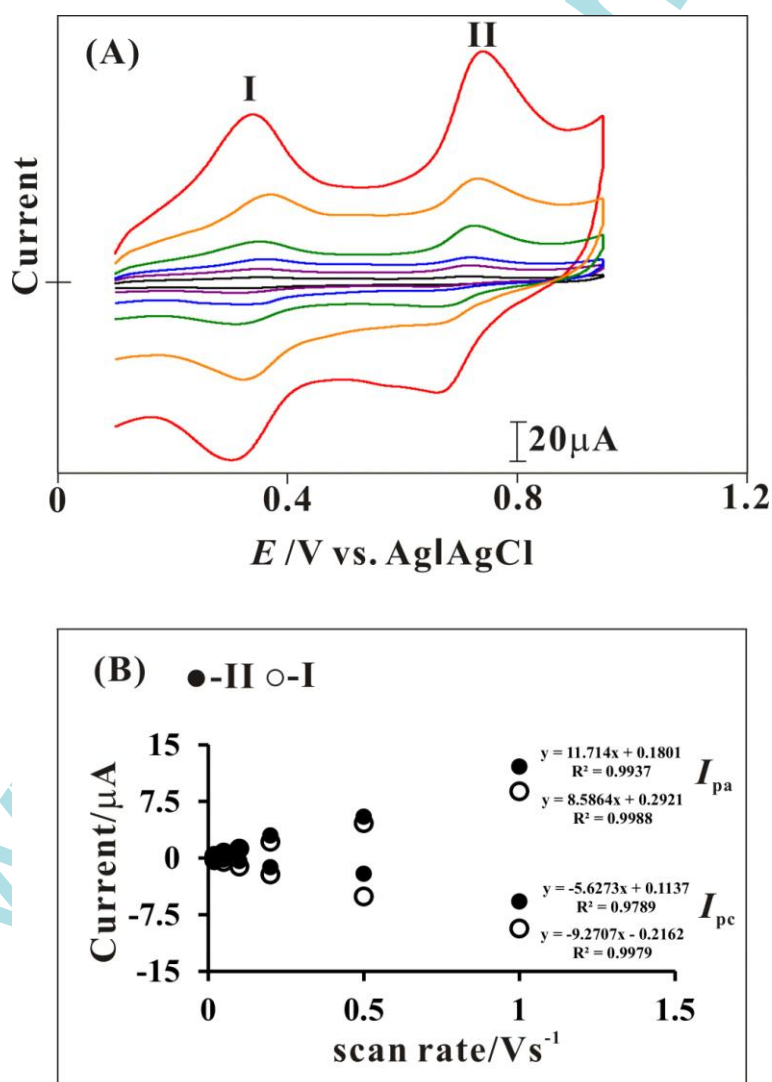 (A)
I
II
Current
20μA
0
0.4
0.8
1.2
E /V vs. Ag|AgCl
(B)
●-II ○-I
15
7.5
0
-7.5
-15
Current/μA
y = 11.714x + 0.1801
R² = 0.9937
y = 8.5864x + 0.2921
R² = 0.9988
Ipa
y = -5.6273x + 0.1137
R² = 0.9789
y = -9.2707x - 0.2162
R² = 0.9979
Ipc
0
0.5
1
1.5
scan rate/Vs⁻¹